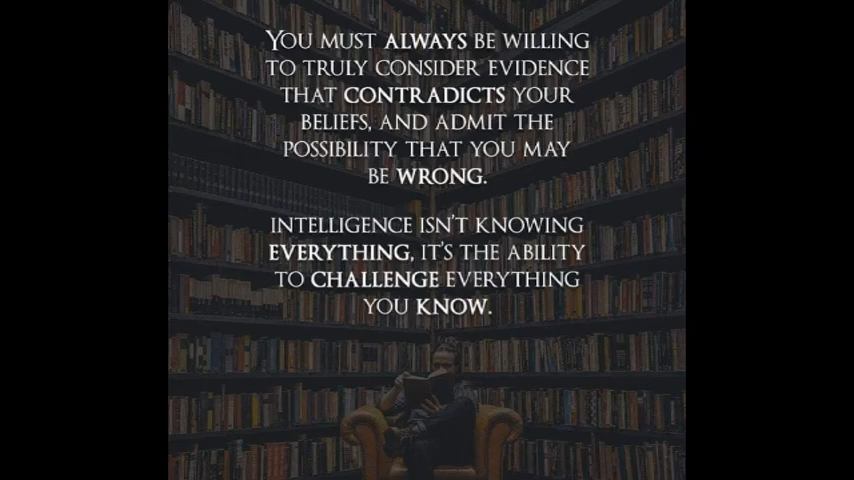 YOU MUST ALWAYS BE WILLING
TO TRULY CONSIDER EVIDENCE
THAT CONTRADICTS YOUR
BELIEFS, AND ADMIT THE
POSSIBILITY THAT YOU MAY
BE WRONG.
INTELLIGENCE ISN'T KNOWING
EVERYTHING, IT'S THE ABILITY
TO CHALLENGE EVERYTHING
YOU KNOW.